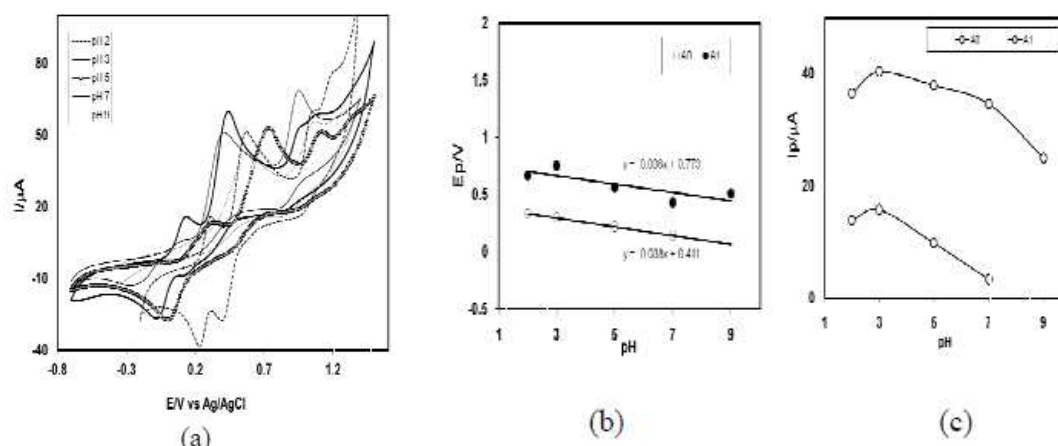 pH 2
pH 3
pH 5
pH 7
80
50
20
-10
-40
I/µA
-0.8
-0.3
0.2
0.7
1.2
E/V vs Ag/AgCl
(a)
2
1.5
1
0.5
0
-0.5
Ep/V
A0
A1
1
3
5
7
9
pH
(b)
A0
A1
40
20
0
Ip/µA
1
3
5
7
9
pH
(c)